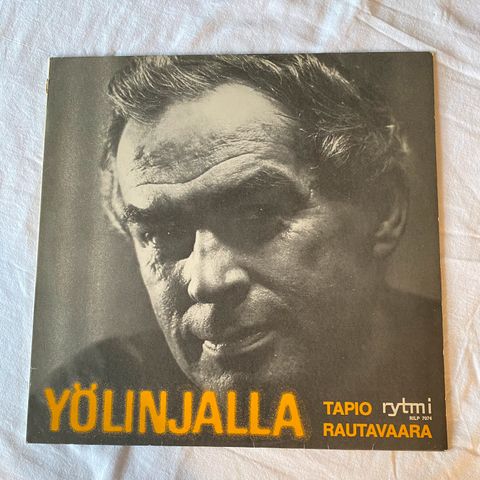 YÖLINJALLA
TAPIO rytmi
RILP 7074
RAUTAVAARA